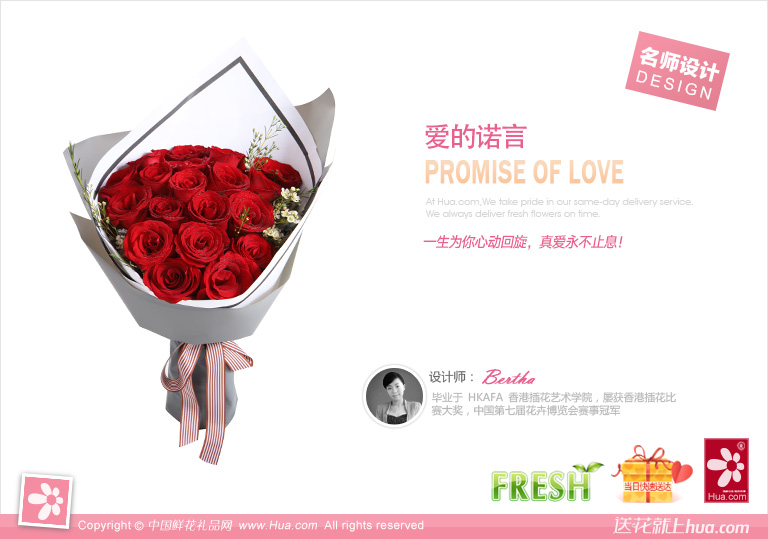 名师设计
DESIGN
爱的诺言
PROMISE OF LOVE
At Hua.com,We take pride in our same-day dellvery service.
We always deliver fresh flowers on time.
一生为你心动回旋，真爱永不止息！
设计师： Bertha
毕业于 HKAFA 香港插花艺术学院，屡获香港插花比
赛大奖，中国第七届花卉博览会赛事冠军
FRESH
当日快速送达
Hua.com
Copyright © 中国鲜花礼品网 www.Hua.com All rights reserved
送花就上hua.com